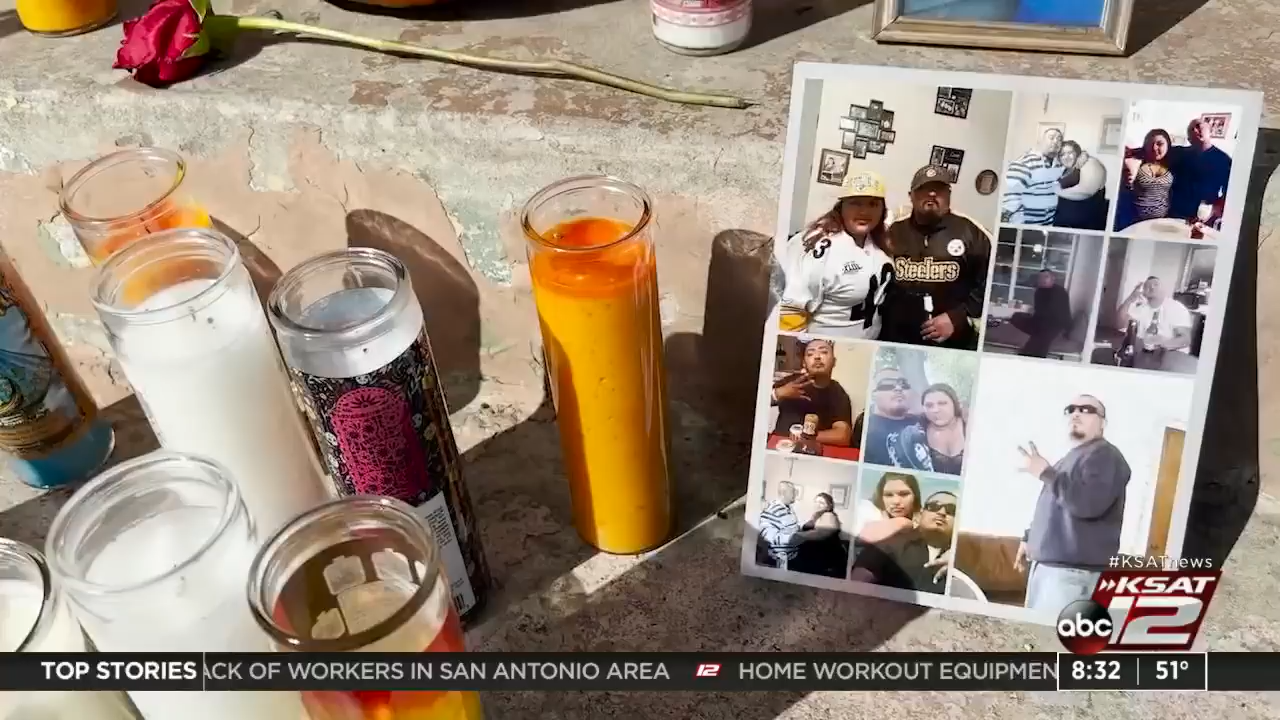 Steelers
3
#KSATnews
KSAT
abc 12
TOP STORIES ACK OF WORKERS IN SAN ANTONIO AREA 12 HOME WORKOUT EQUIPMEN 8:32 51°